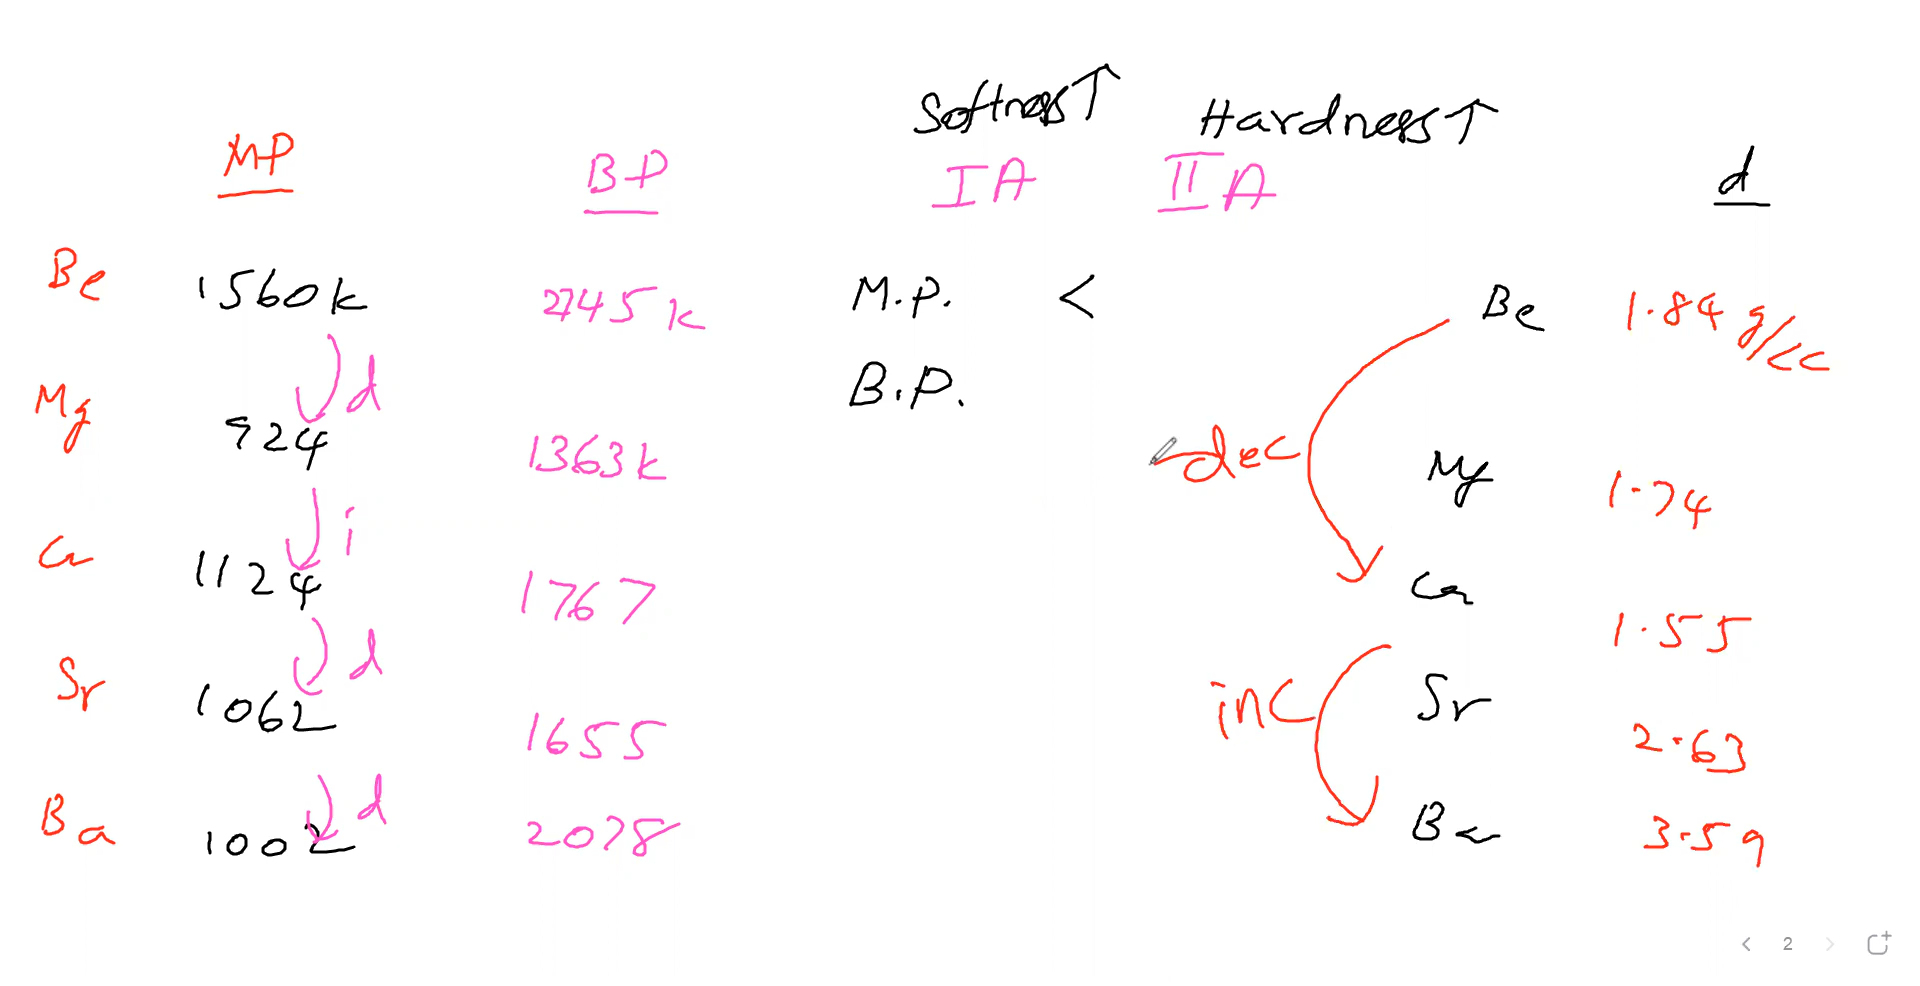 Softness↑ Hardness↑
MP BP IA IIA d
Be 1560k 2745k M.P. < Be 1.84 g/cc
d
B.P.
Mg 924 1363k dec Mg 1.74
i
Ca 1124 1767 Ca 1.55
d
Sr 1062 1655 inc Sr 2.63
d
Ba 1002 2078 Ba 3.59
< 2 >